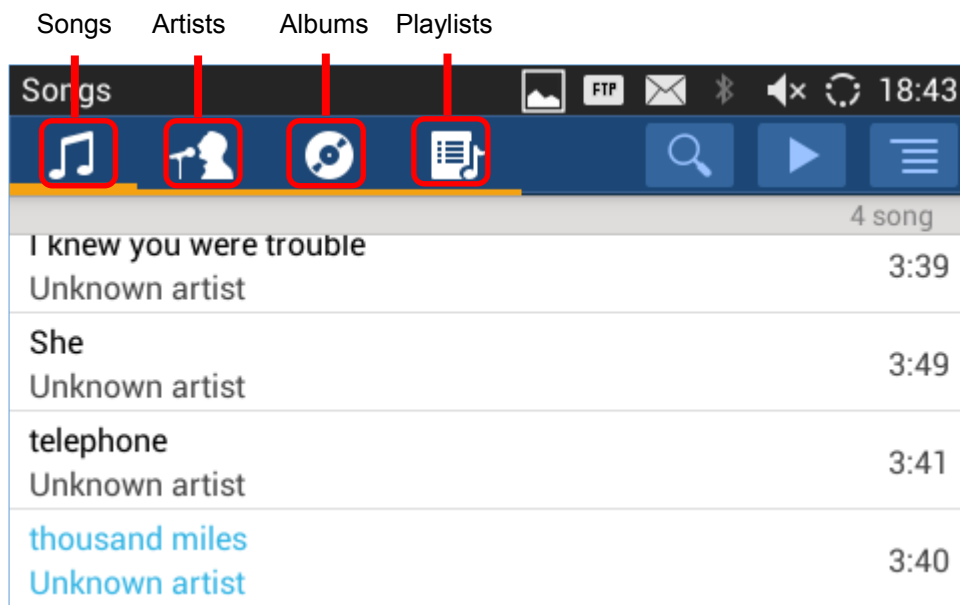 Songs Artists Albums Playlists
Songs FTP 18:43
4 song
I knew you were trouble
3:39
Unknown artist
She
3:49
Unknown artist
telephone
3:41
Unknown artist
thousand miles
3:40
Unknown artist